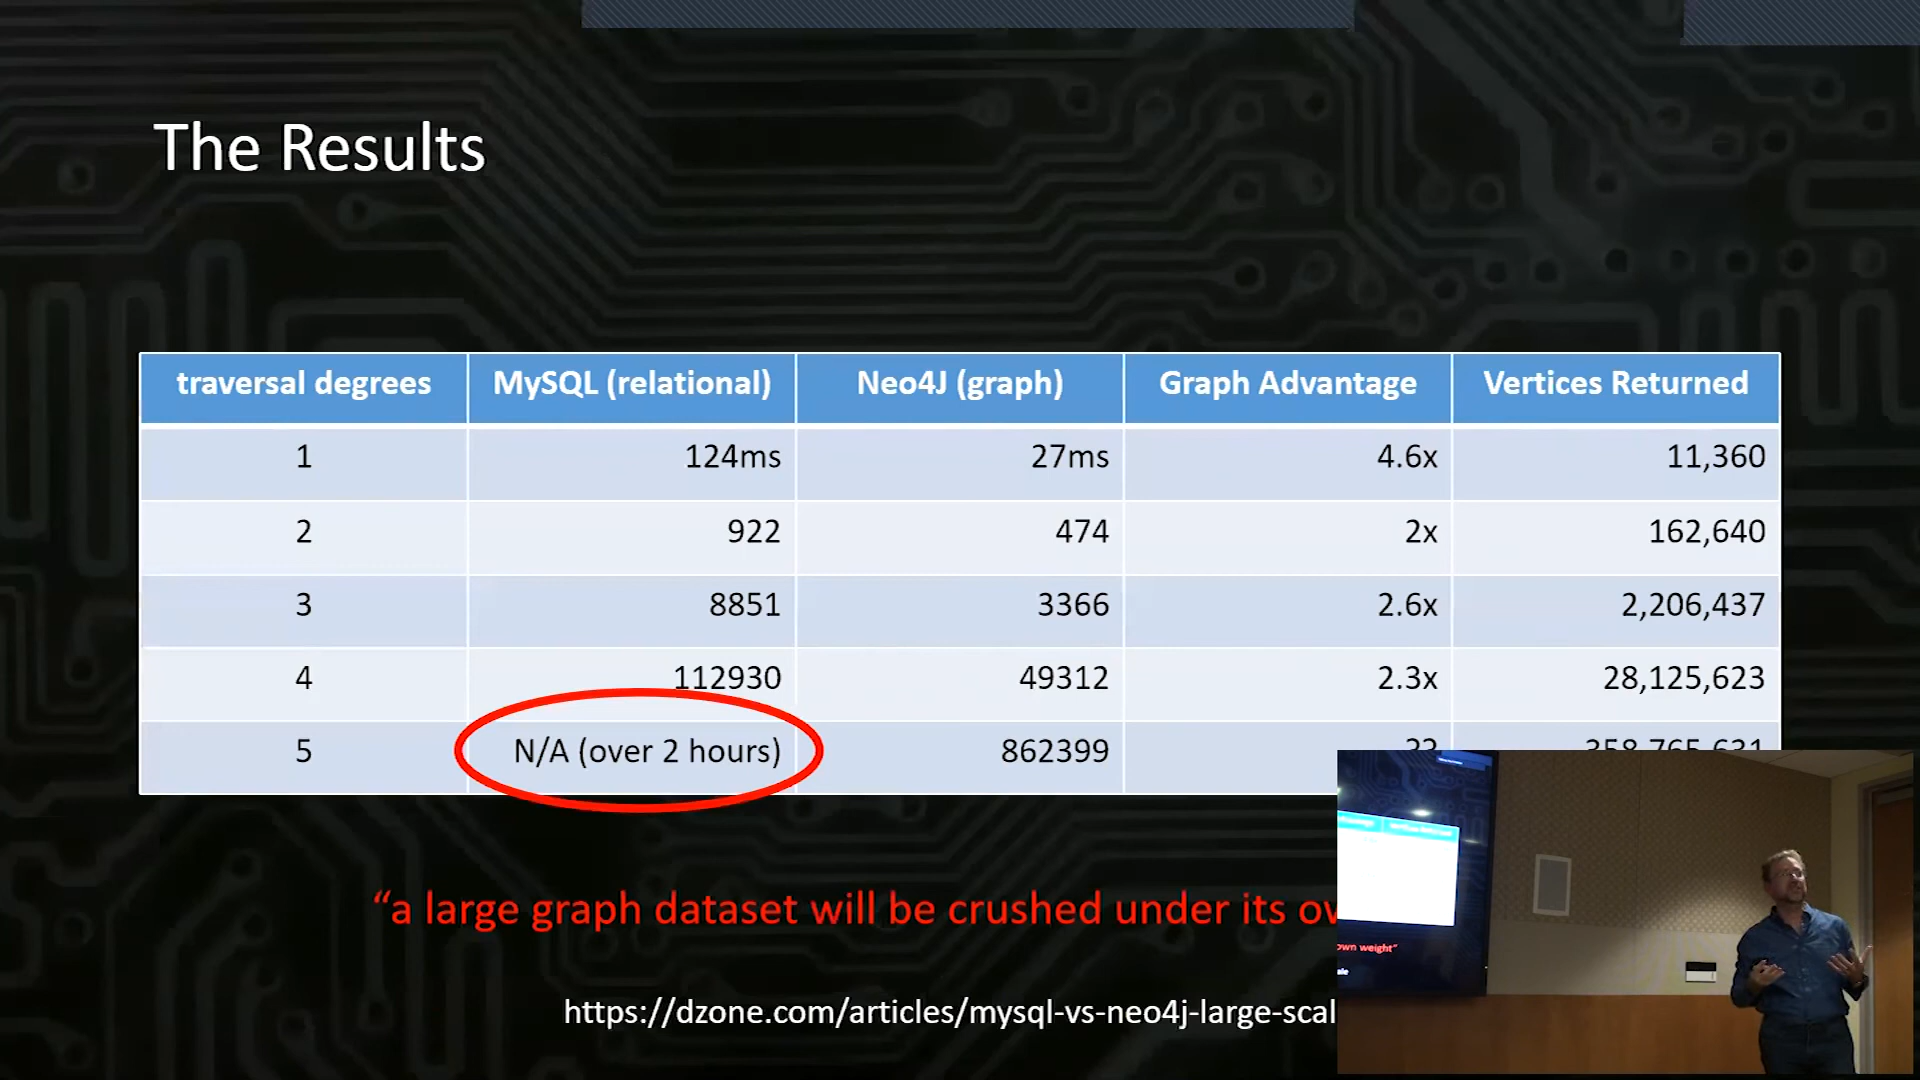 The Results
traversal degrees MySQL (relational) Neo4J (graph) Graph Advantage Vertices Returned
1 124ms 27ms 4.6x 11,360
2 922 474 2x 162,640
3 8851 3366 2.6x 2,206,437
4 112930 49312 2.3x 28,125,623
5 N/A (over 2 hours) 862399 ?? 358,765,631
“a large graph dataset will be crushed under its ov
own weight”
https://dzone.com/articles/mysql-vs-neo4j-large-scal